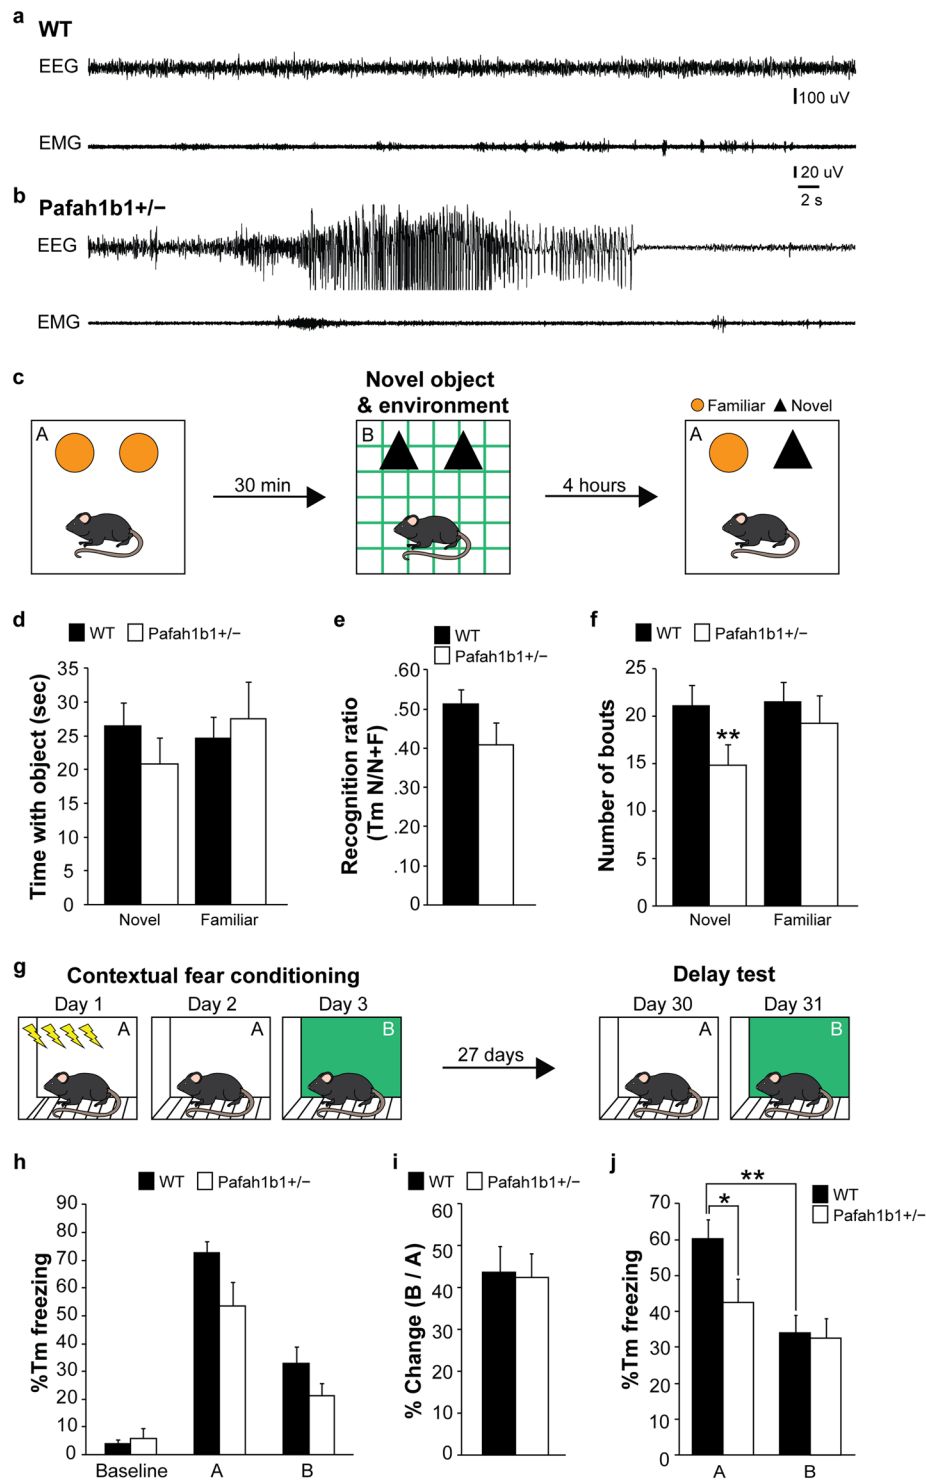 a
WT
EEG
100 uV
EMG
20 uV
2 s
b
Pafah1b1+/−
EEG
EMG
c
Novel object
& environment
Familiar Novel
A
B
A
30 min
4 hours
d
WT Pafah1b1+/−
Time with object (sec)
35
30
25
20
15
10
5
0
Novel Familiar
e
WT
Pafah1b1+/−
Recognition ratio
(Tm N/N+F)
.60
.50
.40
.30
.20
.10
0
f
WT Pafah1b1+/−
Number of bouts
25
20
15
10
5
0
**
Novel Familiar
g
Contextual fear conditioning
Delay test
Day 1 Day 2 Day 3
Day 30 Day 31
A
A
B
27 days
A
B
h
WT Pafah1b1+/−
%Tm freezing
90
80
70
60
50
40
30
20
10
0
Baseline A B
i
WT Pafah1b1+/−
% Change (B / A)
60
50
40
30
20
10
0
j
WT
Pafah1b1+/−
%Tm freezing
70
60
50
40
30
20
10
0
**
*
A B